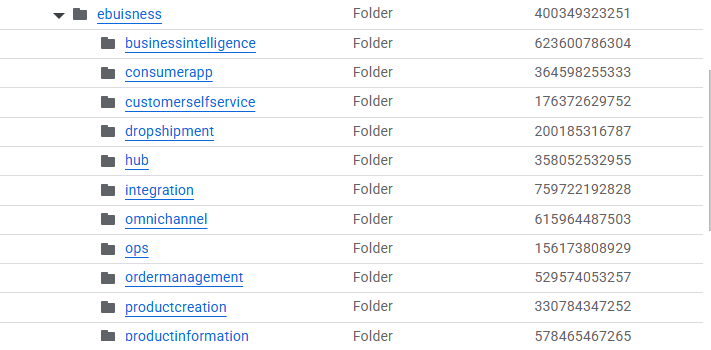 ebuisness Folder 400349323251
businessintelligence Folder 623600786304
consumerapp Folder 364598255333
customerselfservice Folder 176372629752
dropshipment Folder 200185316787
hub Folder 358052532955
integration Folder 759722192828
omnichannel Folder 615964487503
ops Folder 156173808929
ordermanagement Folder 529574053257
productcreation Folder 330784347252
productinformation Folder 578465467265